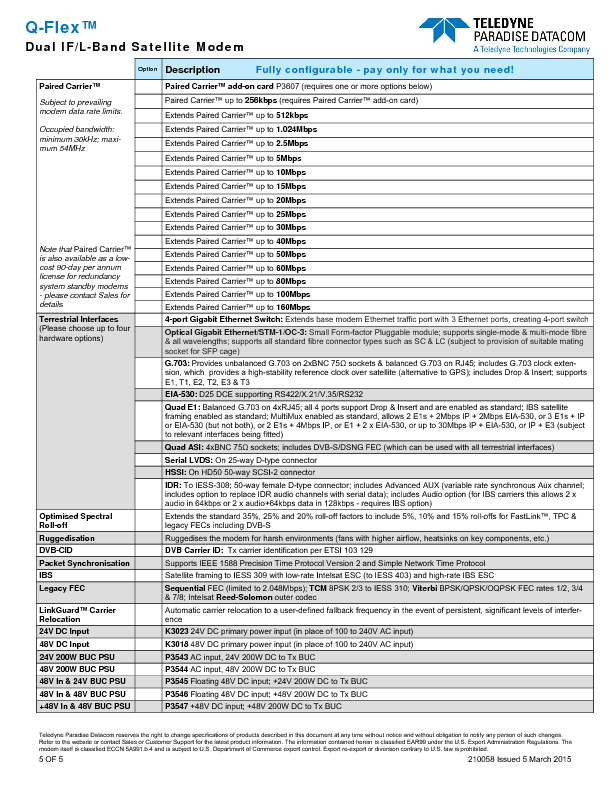 Q-Flex™
Dual IF/L-Band Satellite Modem
TELEDYNE
PARADISE DATACOM
A Teledyne Technologies Company
Option
Description
Fully configurable - pay only for what you need!
Paired Carrier™
Subject to prevailing
modem data rate limits.
Occupied bandwidth:
minimum 30kHz; maxi-
mum 54MHz
Note that Paired Carrier™
is also available as a low-
cost 90-day per annum
license for redundancy
system standby modems
- please contact Sales for
details
Paired Carrier™ add-on card P3607 (requires one or more options below)
Paired Carrier™ up to 256kbps (requires Paired Carrier™ add-on card)
Extends Paired Carrier™ up to 512kbps
Extends Paired Carrier™ up to 1.024Mbps
Extends Paired Carrier™ up to 2.5Mbps
Extends Paired Carrier™ up to 5Mbps
Extends Paired Carrier™ up to 10Mbps
Extends Paired Carrier™ up to 15Mbps
Extends Paired Carrier™ up to 20Mbps
Extends Paired Carrier™ up to 25Mbps
Extends Paired Carrier™ up to 30Mbps
Extends Paired Carrier™ up to 40Mbps
Extends Paired Carrier™ up to 50Mbps
Extends Paired Carrier™ up to 60Mbps
Extends Paired Carrier™ up to 80Mbps
Extends Paired Carrier™ up to 100Mbps
Extends Paired Carrier™ up to 160Mbps
Terrestrial Interfaces
(Please choose up to four
hardware options)
4-port Gigabit Ethernet Switch: Extends base modem Ethernet traffic port with 3 Ethernet ports, creating 4-port switch
Optical Gigabit Ethernet/STM-1/OC-3: Small Form-factor Pluggable module; supports single-mode & multi-mode fibre
& all wavelengths; supports all standard fibre connector types such as SC & LC (subject to provision of suitable mating
socket for SFP cage)
G.703: Provides unbalanced G.703 on 2xBNC 75Ω sockets & balanced G.703 on RJ45; includes G.703 clock exten-
sion, which provides a high-stability reference clock over satellite (alternative to GPS); includes Drop & Insert; supports
E1, T1, E2, T2, E3 & T3
EIA-530: D25 DCE supporting RS422/X.21/V.35/RS232
Quad E1: Balanced G.703 on 4xRJ45; all 4 ports support Drop & Insert and are enabled as standard; IBS satellite
framing enabled as standard; MultiMux enabled as standard, allows 2 E1s + 2Mbps IP + 2Mbps EIA-530, or 3 E1s + IP
or EIA-530 (but not both), or 2 E1s + 4Mbps IP, or E1 + 2 x EIA-530, or up to 30Mbps IP + EIA-530, or IP + E3 (subject
to relevant interfaces being fitted)
Quad ASI: 4xBNC 75Ω sockets; includes DVB-S/DSNG FEC (which can be used with all terrestrial interfaces)
Serial LVDS: On 25-way D-type connector
HSSI: On HD50 50-way SCSI-2 connector
IDR: To IESS-308; 50-way female D-type connector; includes Advanced AUX (variable rate synchronous Aux channel;
includes option to replace IDR audio channels with serial data); includes Audio option (for IBS carriers this allows 2 x
audio in 64kbps or 2 x audio+64kbps data in 128kbps - requires IBS option)
Optimised Spectral
Roll-off
Extends the standard 35%, 25% and 20% roll-off factors to include 5%, 10% and 15% roll-offs for FastLink™, TPC &
legacy FECs including DVB-S
Ruggedisation
Ruggedises the modem for harsh environments (fans with higher airflow, heatsinks on key components, etc.)
DVB-CID
DVB Carrier ID: Tx carrier identification per ETSI 103 129
Packet Synchronisation
Supports IEEE 1588 Precision Time Protocol Version 2 and Simple Network Time Protocol
IBS
Satellite framing to IESS 309 with low-rate Intelsat ESC (to IESS 403) and high-rate IBS ESC
Legacy FEC
Sequential FEC (limited to 2.048Mbps); TCM 8PSK 2/3 to IESS 310; Viterbi BPSK/QPSK/OQPSK FEC rates 1/2, 3/4
& 7/8; Intelsat Reed-Solomon outer codec
LinkGuard™ Carrier
Relocation
Automatic carrier relocation to a user-defined fallback frequency in the event of persistent, significant levels of interfer-
ence
24V DC Input
K3023 24V DC primary power input (in place of 100 to 240V AC input)
48V DC Input
K3018 48V DC primary power input (in place of 100 to 240V AC input)
24V 200W BUC PSU
P3543 AC input, 24V 200W DC to Tx BUC
48V 200W BUC PSU
P3544 AC input, 48V 200W DC to Tx BUC
48V In & 24V BUC PSU
P3545 Floating 48V DC input; +24V 200W DC to Tx BUC
48V In & 48V BUC PSU
P3546 Floating 48V DC input; +48V 200W DC to Tx BUC
+48V In & 48V BUC PSU
P3547 +48V DC input; +48V 200W DC to Tx BUC
Teledyne Paradise Datacom reserves the right to change specifications of products described in this document at any time without notice and without obligation to notify any person of such changes.
Refer to the website or contact Sales or Customer Support for the latest product information. The information contained herein is classified EAR99 under the U.S. Export Administration Regulations. The
modem itself is classified ECCN 5A991.b.4 and is subject to U.S. Department of Commerce export control. Export re-export or diversion contrary to U.S. law is prohibited.
5 OF 5
210058 Issued 5 March 2015